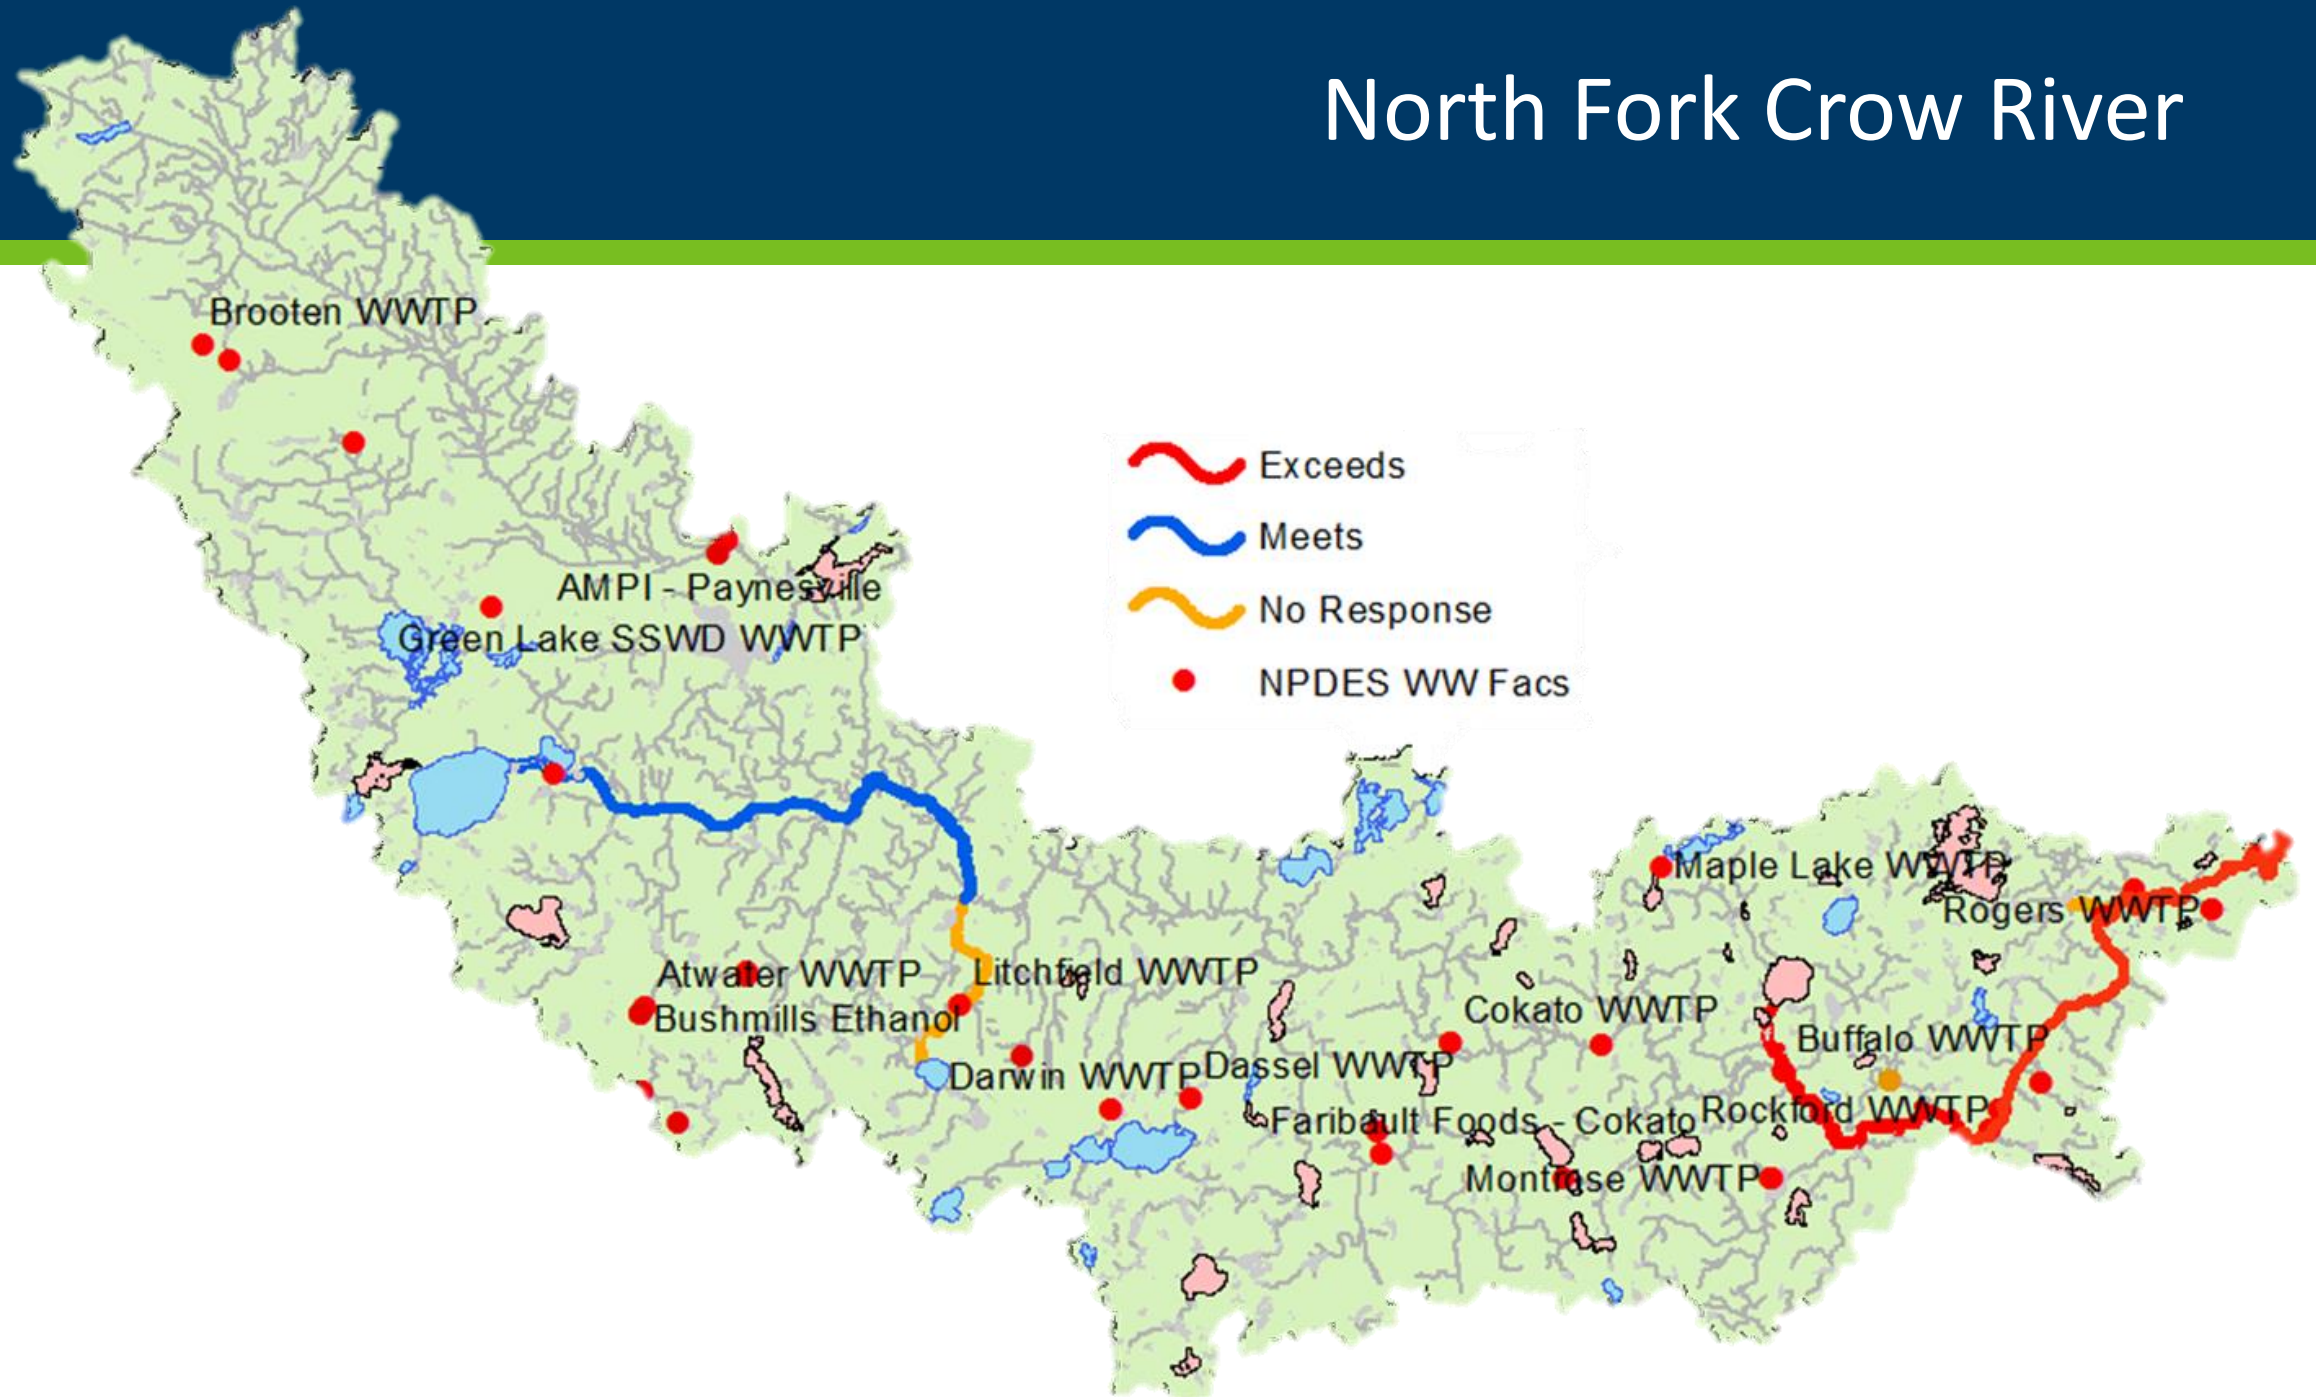 North Fork Crow River
Brooten WWTP
Exceeds
Meets
AMPI - Paynesville
No Response
Green Lake SSWD WWTP
NPDES WW Facs
Maple Lake WWTP
Rogers WWTP
Atwater WWTP
Litchfield WWTP
Bushmills Ethanol
Cokato WWTP
Buffalo WWTP
Darwin WWTP
Dassel WWTP
Faribault Foods - Cokato
Rockford WWTP
Montrose WWTP